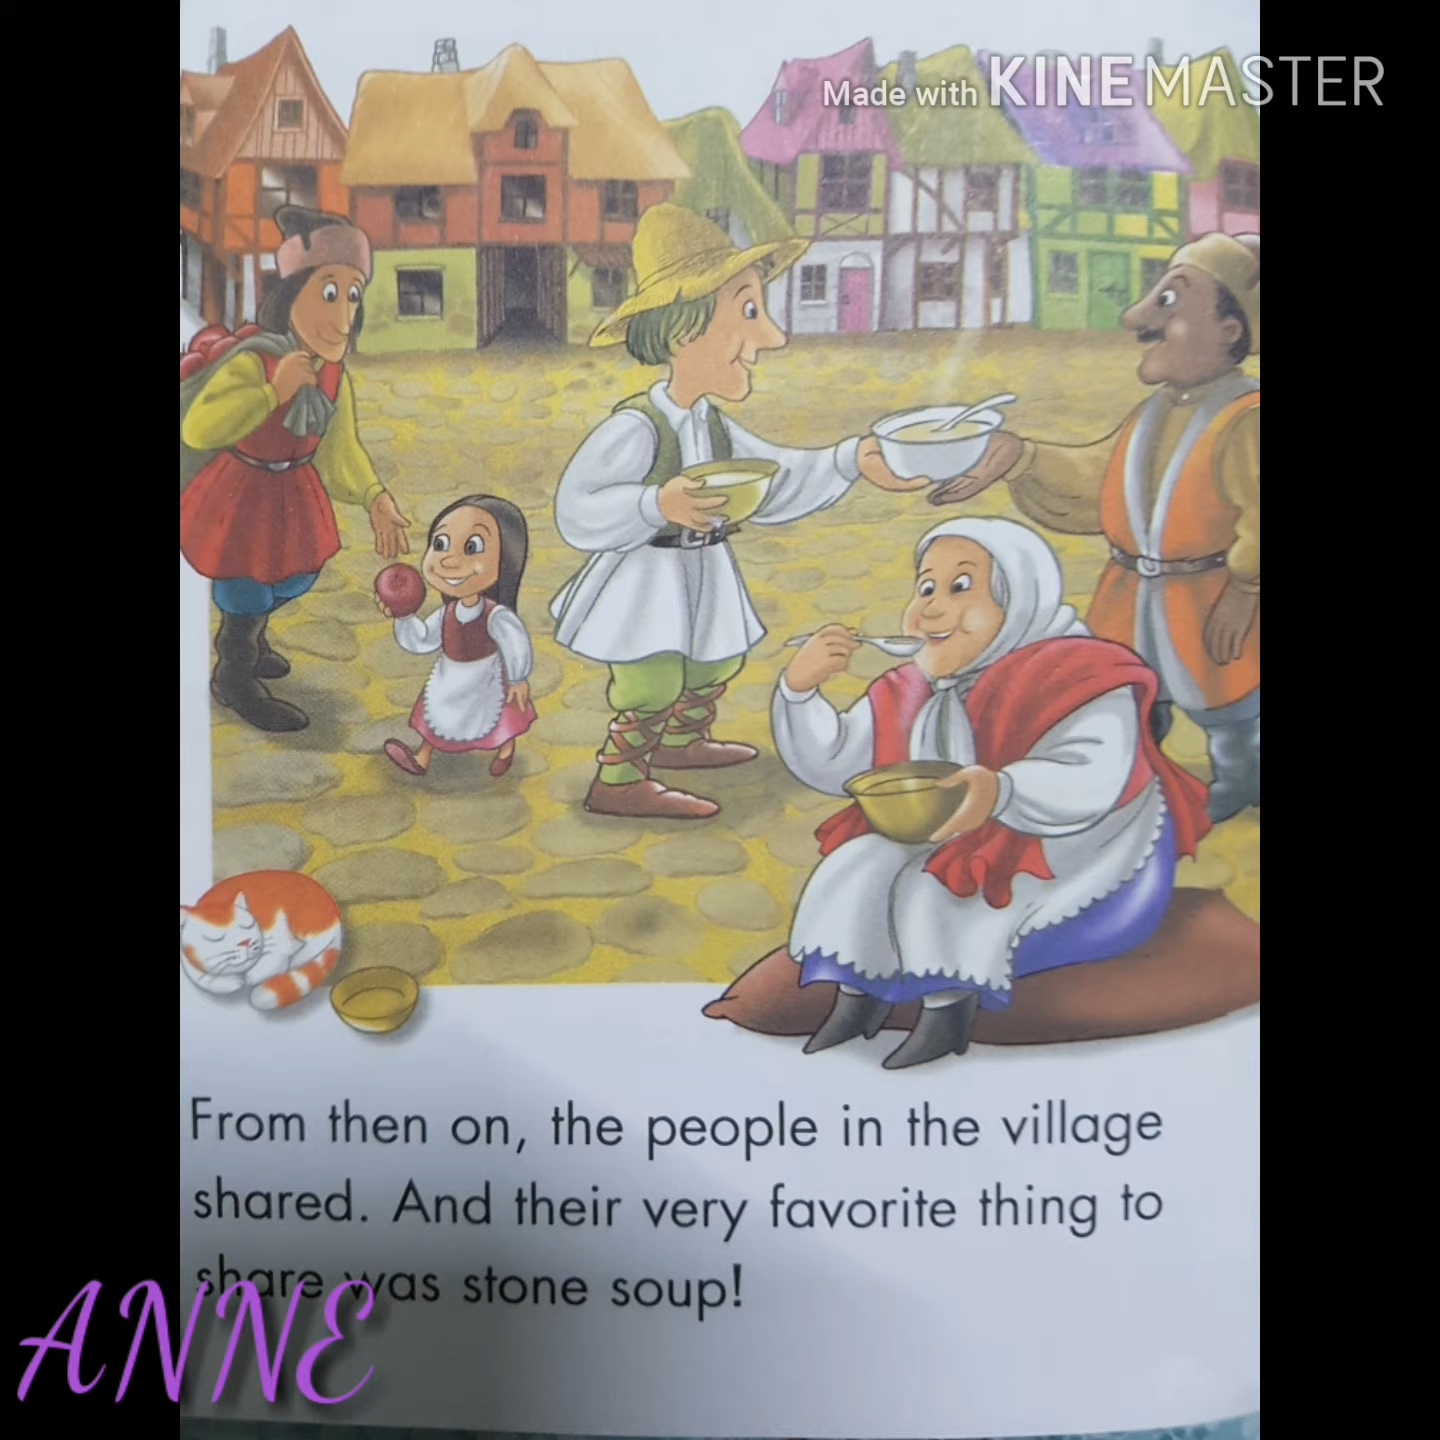 Made with KINEMASTER
From then on, the people in the village
shared. And their very favorite thing to
share was stone soup!
ANNE